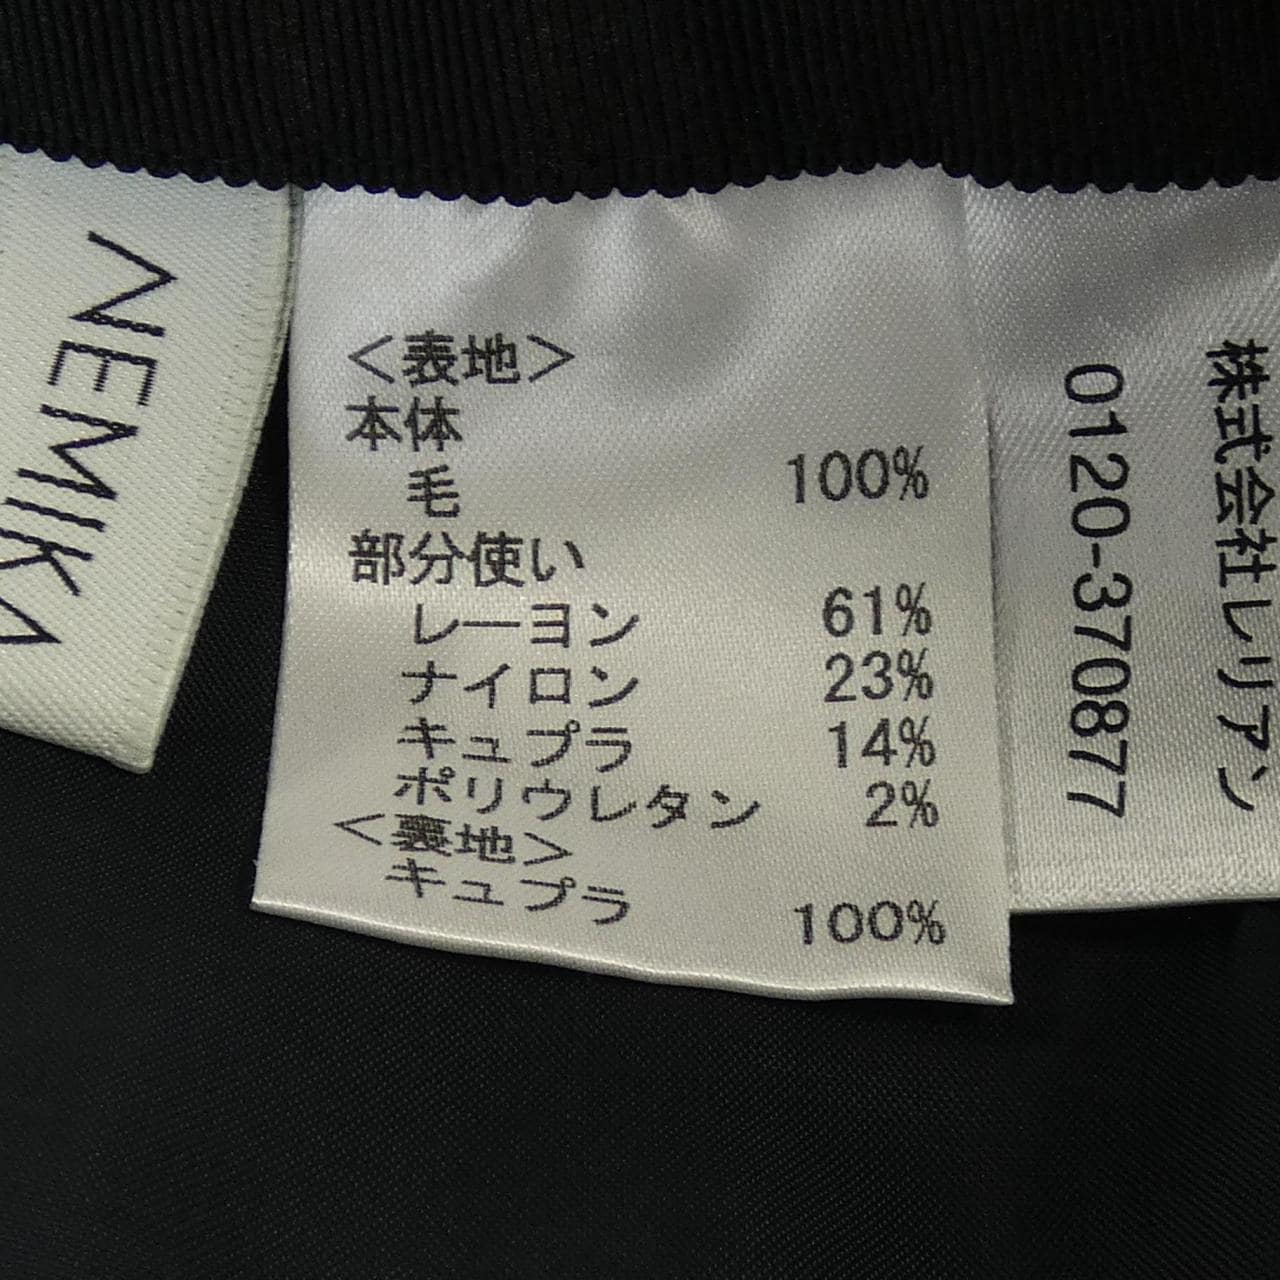 NEMIKA
<表地>
本体
毛 100%
部分使い
レーヨン 61%
ナイロン 23%
キュプラ 14%
ポリウレタン 2%
<裏地>
キュプラ 100%
株式会社レリアン
0120-370877